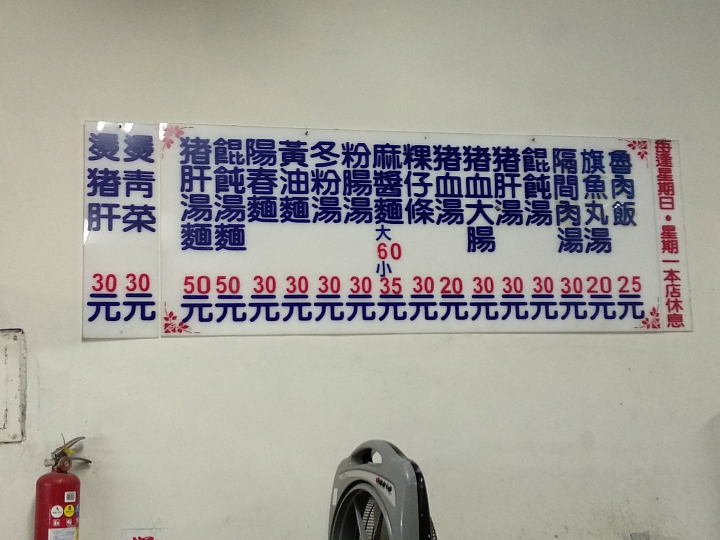 每逢星期日·星期一本店休息
魯肉飯 25元
旗魚丸湯 20元
隔間肉湯 30元
餛飩湯 30元
猪肝湯 30元
猪血大腸 30元
猪血湯 20元
粿仔條 30元
麻醬麵 大60 小35元
粉腸湯 30元
冬粉湯 30元
黃油麵 30元
陽春麵 30元
餛飩湯麵 50元
猪肝湯麵 50元
燙青菜 30元
燙猪肝 30元